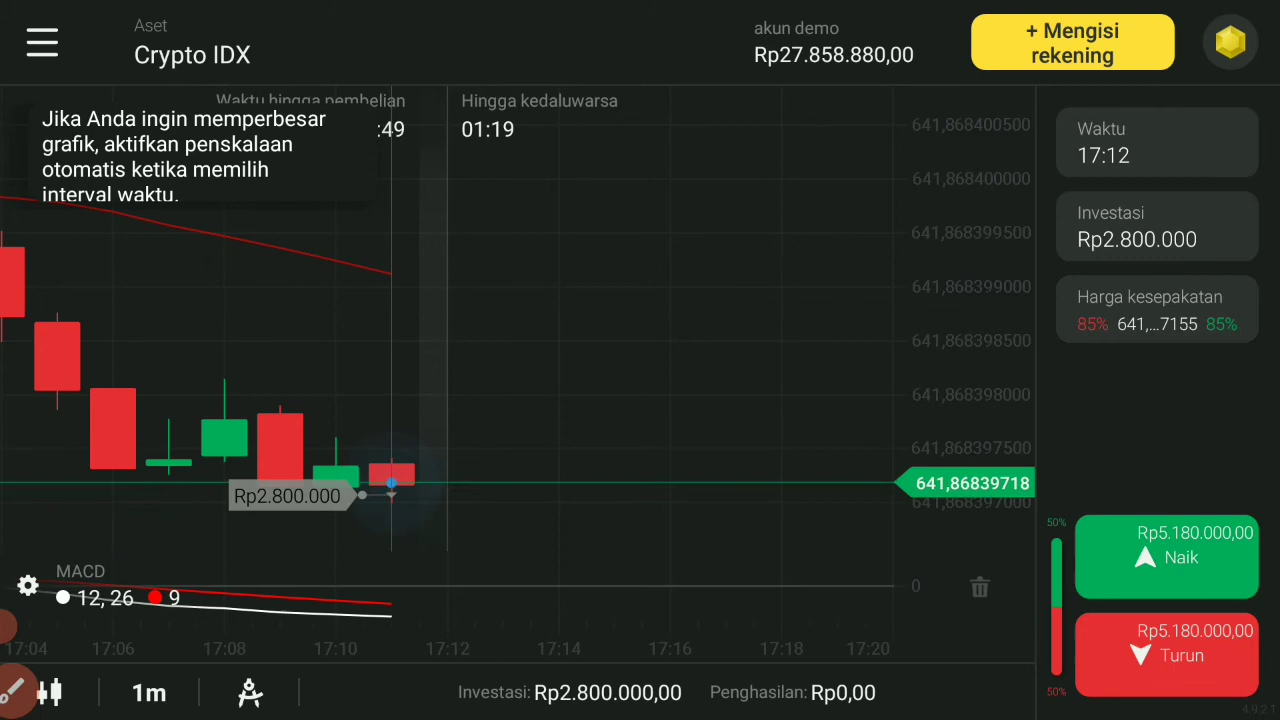 Aset
Crypto IDX
akun demo
Rp27.858.880,00
+ Mengisi
rekening
Waktu hingga pembelian
:49
Hingga kedaluwarsa
01:19
Jika Anda ingin memperbesar
grafik, aktifkan penskalaan
otomatis ketika memilih
interval waktu.
641,868400500
641,868400000
641,868399500
641,868399000
641,868398500
641,868398000
641,868397500
641,86839718
641,868397000
Waktu
17:12
Investasi
Rp2.800.000
Harga kesepakatan
85% 641,...7155 85%
Rp2.800.000
50%
Rp5.180.000,00
Naik
Rp5.180.000,00
Turun
50%
MACD
12, 26 9
0
17:04 17:06 17:08 17:10 17:12 17:14 17:16 17:18 17:20
1m
Investasi: Rp2.800.000,00 Penghasilan: Rp0,00